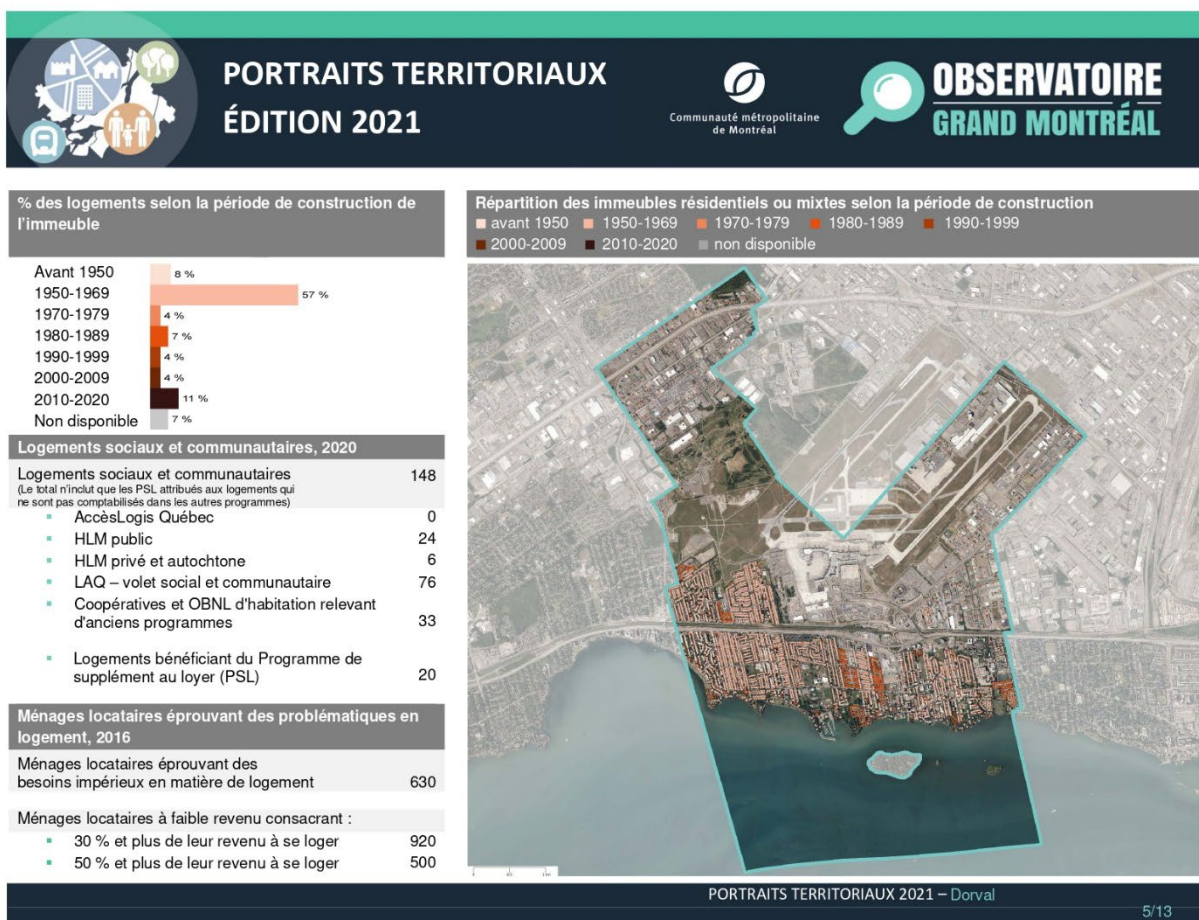 PORTRAITS TERRITORIAUX
ÉDITION 2021
Communauté métropolitaine
de Montréal
OBSERVATOIRE
GRAND MONTRÉAL
% des logements selon la période de construction de
l'immeuble
Avant 1950 8 %
1950-1969 57 %
1970-1979 4 %
1980-1989 7 %
1990-1999 4 %
2000-2009 4 %
2010-2020 11 %
Non disponible 7 %
Logements sociaux et communautaires, 2020
Logements sociaux et communautaires 148
(Le total n'inclut que les PSL attribués aux logements qui
ne sont pas comptabilisés dans les autres programmes)
AccèsLogis Québec 0
HLM public 24
HLM privé et autochtone 6
LAQ – volet social et communautaire 76
Coopératives et OBNL d'habitation relevant
d'anciens programmes 33
Logements bénéficiant du Programme de
supplément au loyer (PSL) 20
Ménages locataires éprouvant des problématiques en
logement, 2016
Ménages locataires éprouvant des
besoins impérieux en matière de logement 630
Ménages locataires à faible revenu consacrant :
30 % et plus de leur revenu à se loger 920
50 % et plus de leur revenu à se loger 500
Répartition des immeubles résidentiels ou mixtes selon la période de construction
avant 1950 1950-1969 1970-1979 1980-1989 1990-1999
2000-2009 2010-2020 non disponible
PORTRAITS TERRITORIAUX 2021 – Dorval
5/13